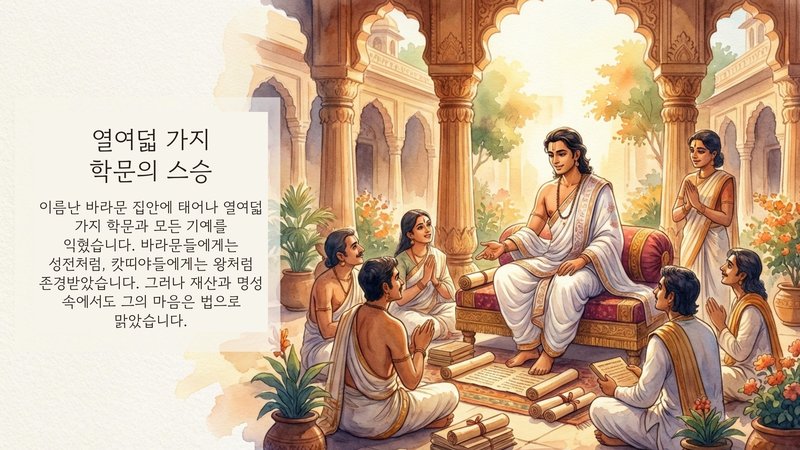 열여덟 가지
학문의 스승
이름난 바라문 집안에 태어나 열여덟
가지 학문과 모든 기예를
익혔습니다. 바라문들에게는
성전처럼, 캇띠야들에게는 왕처럼
존경받았습니다. 그러나 재산과 명성
속에서도 그의 마음은 법으로
맑았습니다.